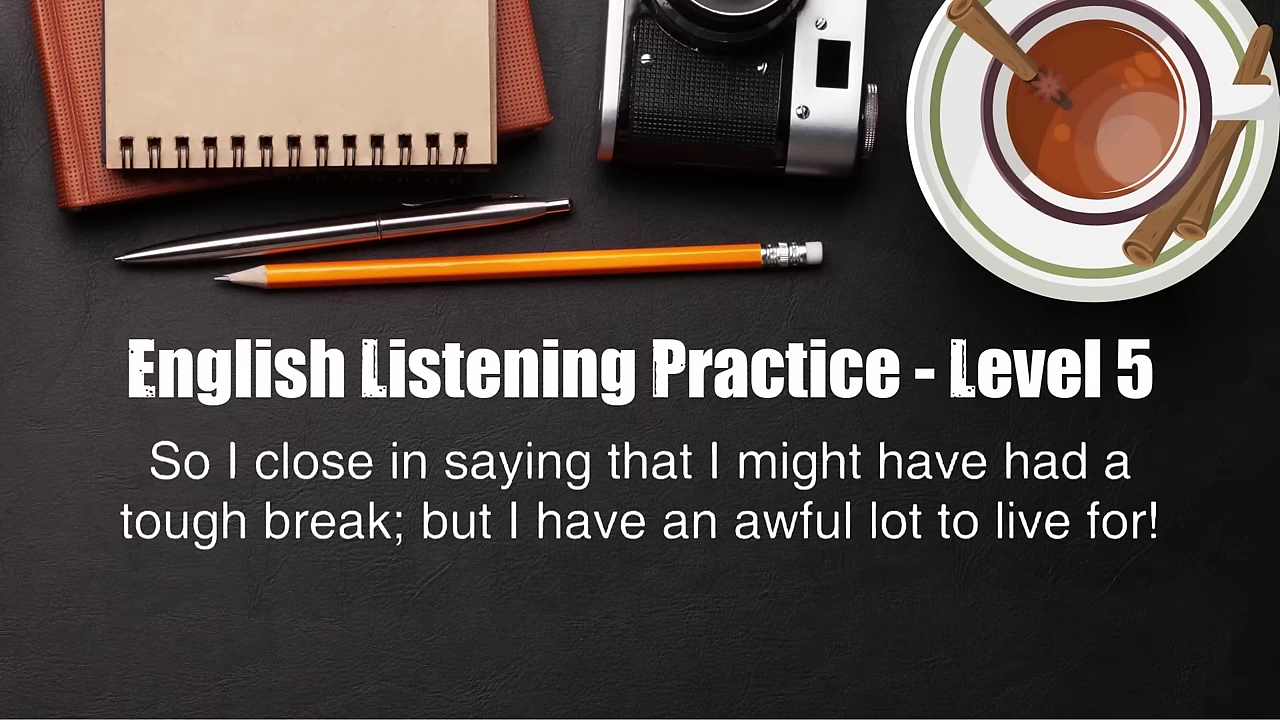 English Listening Practice - Level 5
So I close in saying that I might have had a
tough break; but I have an awful lot to live for!